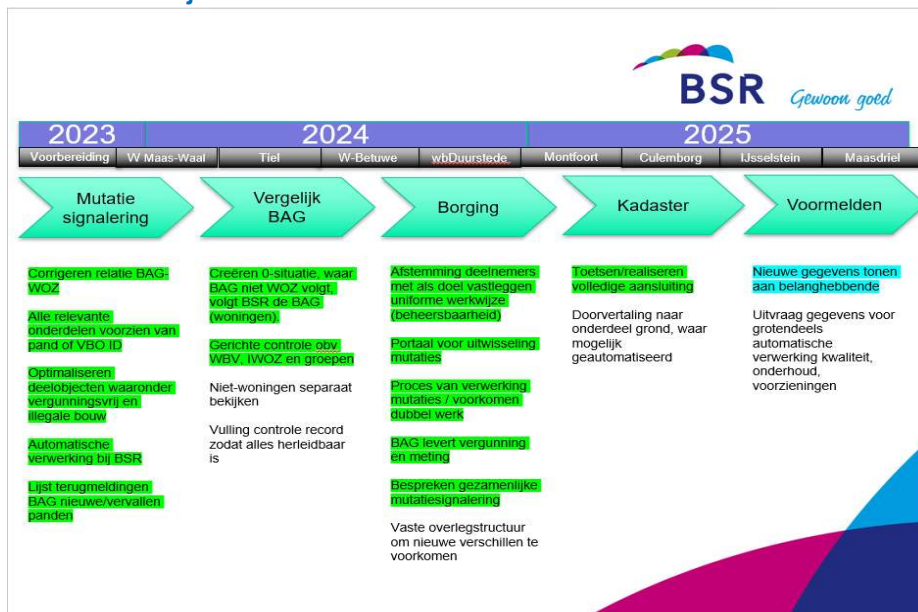 BSR Gewoon goed
2023 2024 2025
Voorbereiding W Maas-Waal Tiel W-Betuwe wbDuurstede Montfoort Culemborg IJsselstein Maasdriel
Mutatie
signalering
Vergelijk
BAG
Borging
Kadaster
Voormelden
Corrigeren relatie BAG-
WOZ
Alle relevante
onderdelen voorzien van
pand of VBO ID
Optimaliseren
deelobjecten waaronder
vergunningsvrij en
illegale bouw
Automatische
verwerking bij BSR
Lijst terugmeldingen
BAG nieuwe/vervallen
panden
Creëren 0-situatie, waar
BAG niet WOZ volgt,
volgt BSR de BAG
(woningen).
Gerichte controle obv
WBV, IWOZ en groepen
Niet-woningen separaat
bekijken
Vulling controle record
zodat alles herleidbaar
is
Afstemming deelnemers
met als doel vastleggen
uniforme werkwijze
(beheersbaarheid)
Portaal voor uitwisseling
mutaties
Proces van verwerking
mutaties / voorkomen
dubbel werk
BAG levert vergunning
en meting
Bespreken gezamenlijke
mutatiesignalering
Vaste overlegstructuur
om nieuwe verschillen te
voorkomen
Toetsen/realiseren
volledige aansluiting
Doorvertaling naar
onderdeel grond, waar
mogelijk
geautomatiseerd
Nieuwe gegevens tonen
aan belanghebbende
Uitvraag gegevens voor
grotendeels
automatische
verwerking kwaliteit,
onderhoud,
voorzieningen